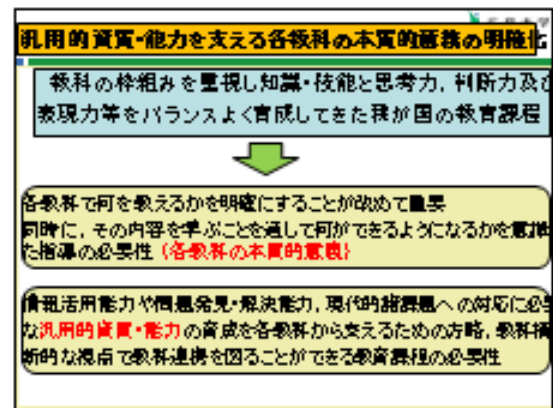 汎用的資質・能力を支える各教科の本質的意義の明確化
教科の枠組みを重視し知識・技能と思考力，判断力及び
表現力等をバランスよく育成してきた我が国の教育課程
各教科で何を教えるかを明確にすることが改めて重要
同時に，その内容を学ぶことを通して何ができるようになるかを意識
た指導の必要性（各教科の本質的意義）
情報活用能力や問題発見・解決能力，現代的諸課題への対応に必要
な汎用的資質・能力の育成を各教科から支えるための方略，教科横
断的な視点で教科連携を図ることができる教育課程の必要性